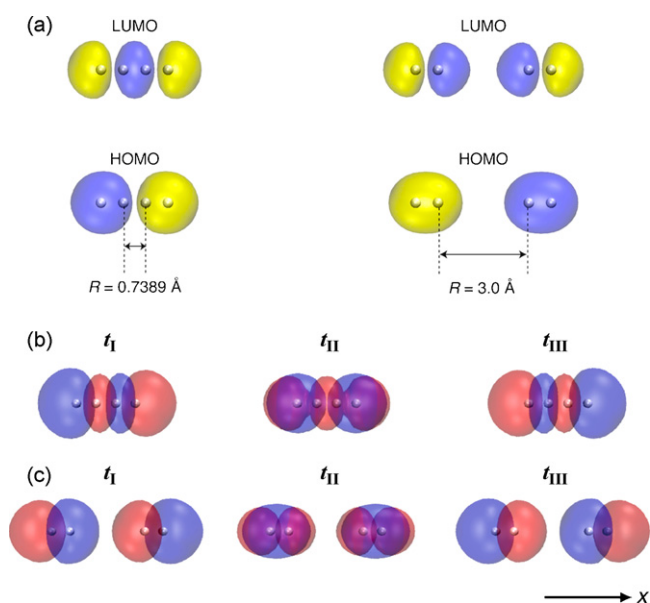 (a)
LUMO LUMO
HOMO HOMO
R = 0.7389 Å R = 3.0 Å
(b) tI tII tIII
(c) tI tII tIII
x